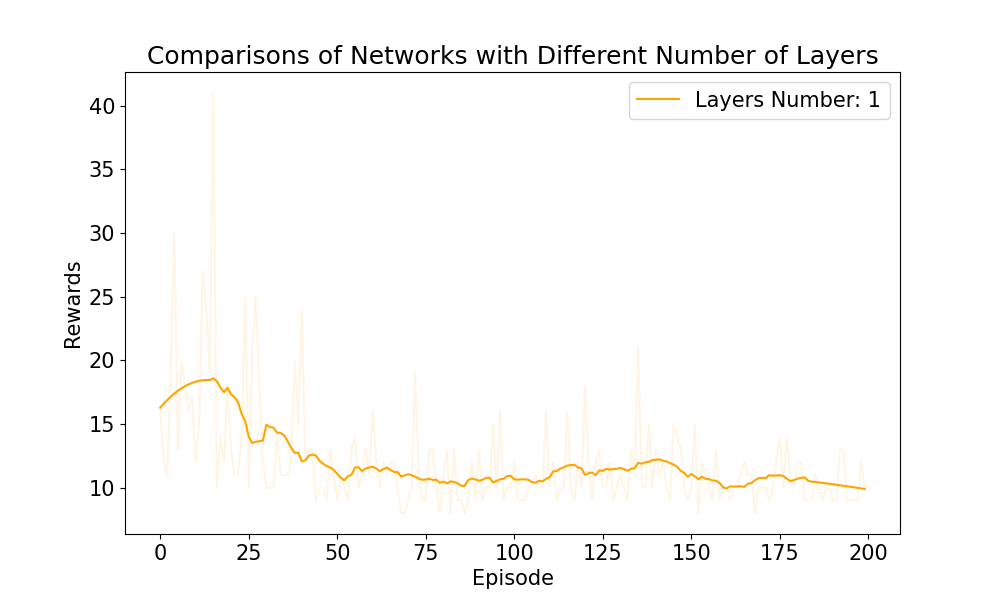 Comparisons of Networks with Different Number of Layers
Layers Number: 1
40
35
30
25
20
15
10
Rewards
0 25 50 75 100 125 150 175 200
Episode